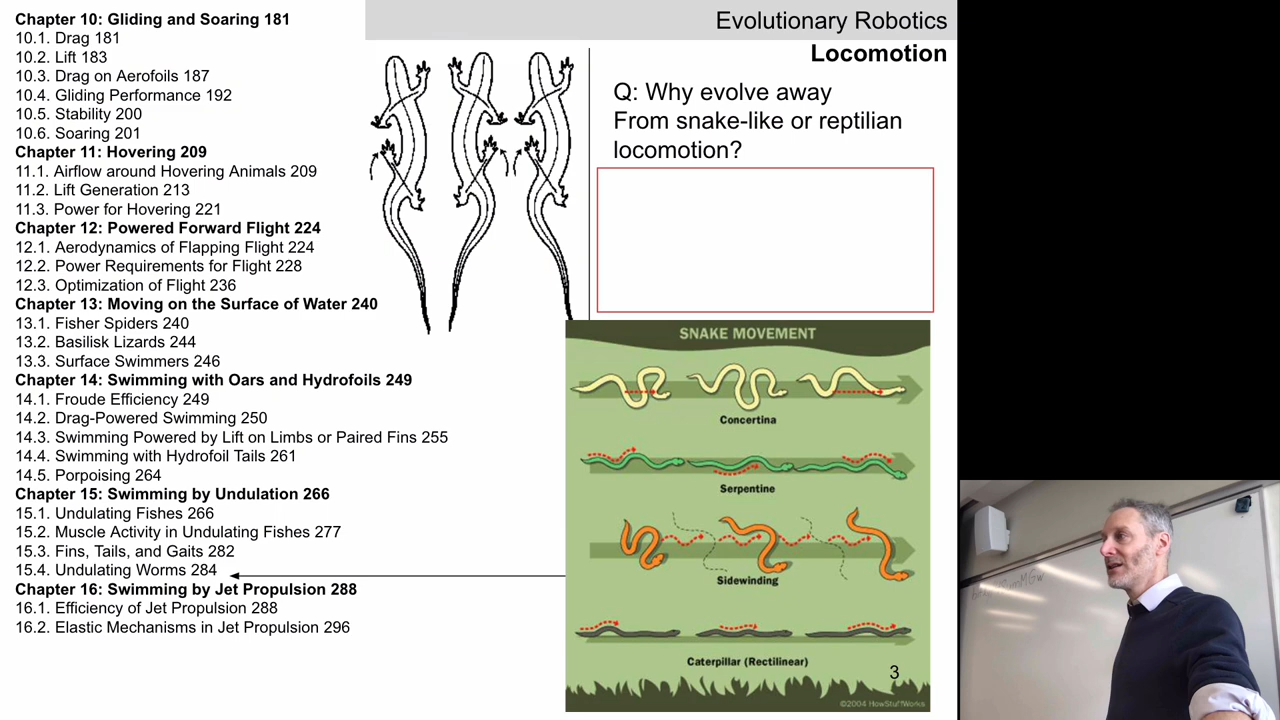 Chapter 10: Gliding and Soaring 181
10.1. Drag 181
10.2. Lift 183
10.3. Drag on Aerofoils 187
10.4. Gliding Performance 192
10.5. Stability 200
10.6. Soaring 201
Chapter 11: Hovering 209
11.1. Airflow around Hovering Animals 209
11.2. Lift Generation 213
11.3. Power for Hovering 221
Chapter 12: Powered Forward Flight 224
12.1. Aerodynamics of Flapping Flight 224
12.2. Power Requirements for Flight 228
12.3. Optimization of Flight 236
Chapter 13: Moving on the Surface of Water 240
13.1. Fisher Spiders 240
13.2. Basilisk Lizards 244
13.3. Surface Swimmers 246
Chapter 14: Swimming with Oars and Hydrofoils 249
14.1. Froude Efficiency 249
14.2. Drag-Powered Swimming 250
14.3. Swimming Powered by Lift on Limbs or Paired Fins 255
14.4. Swimming with Hydrofoil Tails 261
14.5. Porpoising 264
Chapter 15: Swimming by Undulation 266
15.1. Undulating Fishes 266
15.2. Muscle Activity in Undulating Fishes 277
15.3. Fins, Tails, and Gaits 282
15.4. Undulating Worms 284
Chapter 16: Swimming by Jet Propulsion 288
16.1. Efficiency of Jet Propulsion 288
16.2. Elastic Mechanisms in Jet Propulsion 296
Evolutionary Robotics
Locomotion
Q: Why evolve away
From snake-like or reptilian
locomotion?
SNAKE MOVEMENT
Concertina
Serpentine
Sidewinding
Caterpillar (Rectilinear)
3
©2004 HowStuffWorks